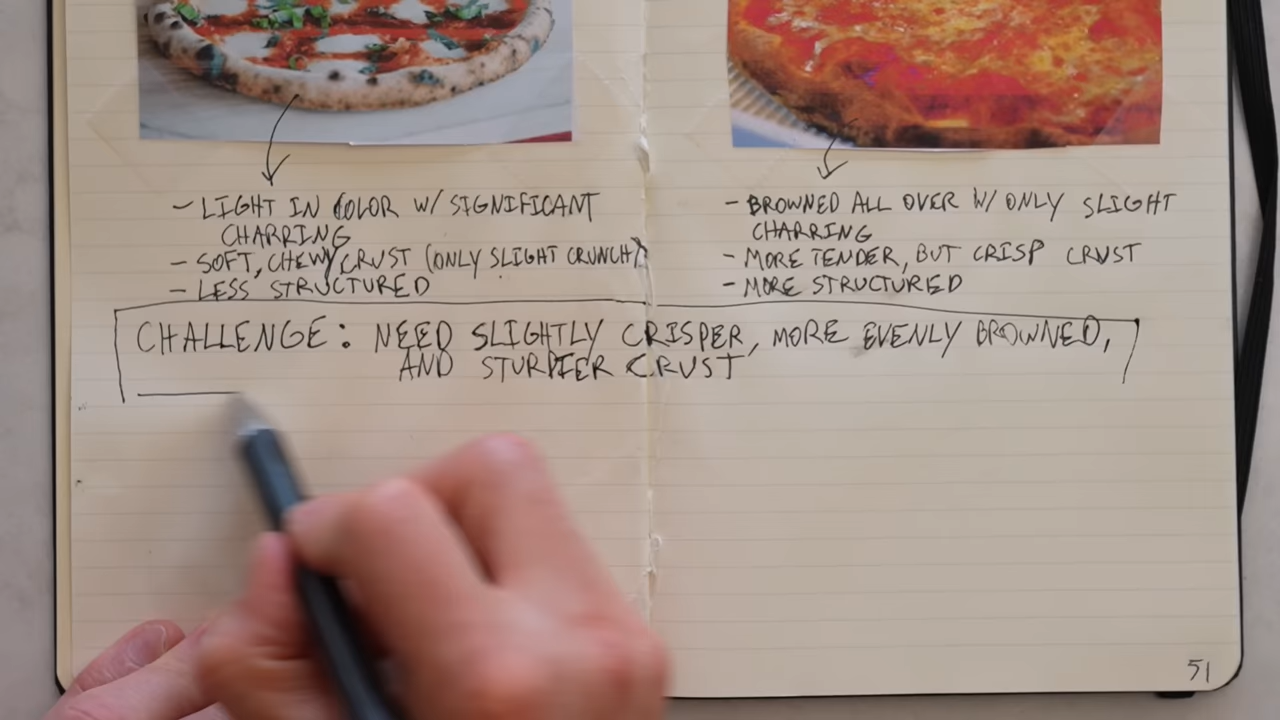 - LIGHT IN COLOR W/ SIGNIFICANT
CHARRING
- SOFT, CHEWY CRUST (ONLY SLIGHT CRUNCH)
- LESS STRUCTURED
- BROWNED ALL OVER W/ ONLY SLIGHT
CHARRING
- MORE TENDER, BUT CRISP CRUST
- MORE STRUCTURED
CHALLENGE: NEED SLIGHTLY CRISPER, MORE EVENLY BROWNED,
AND STURDIER CRUST
51